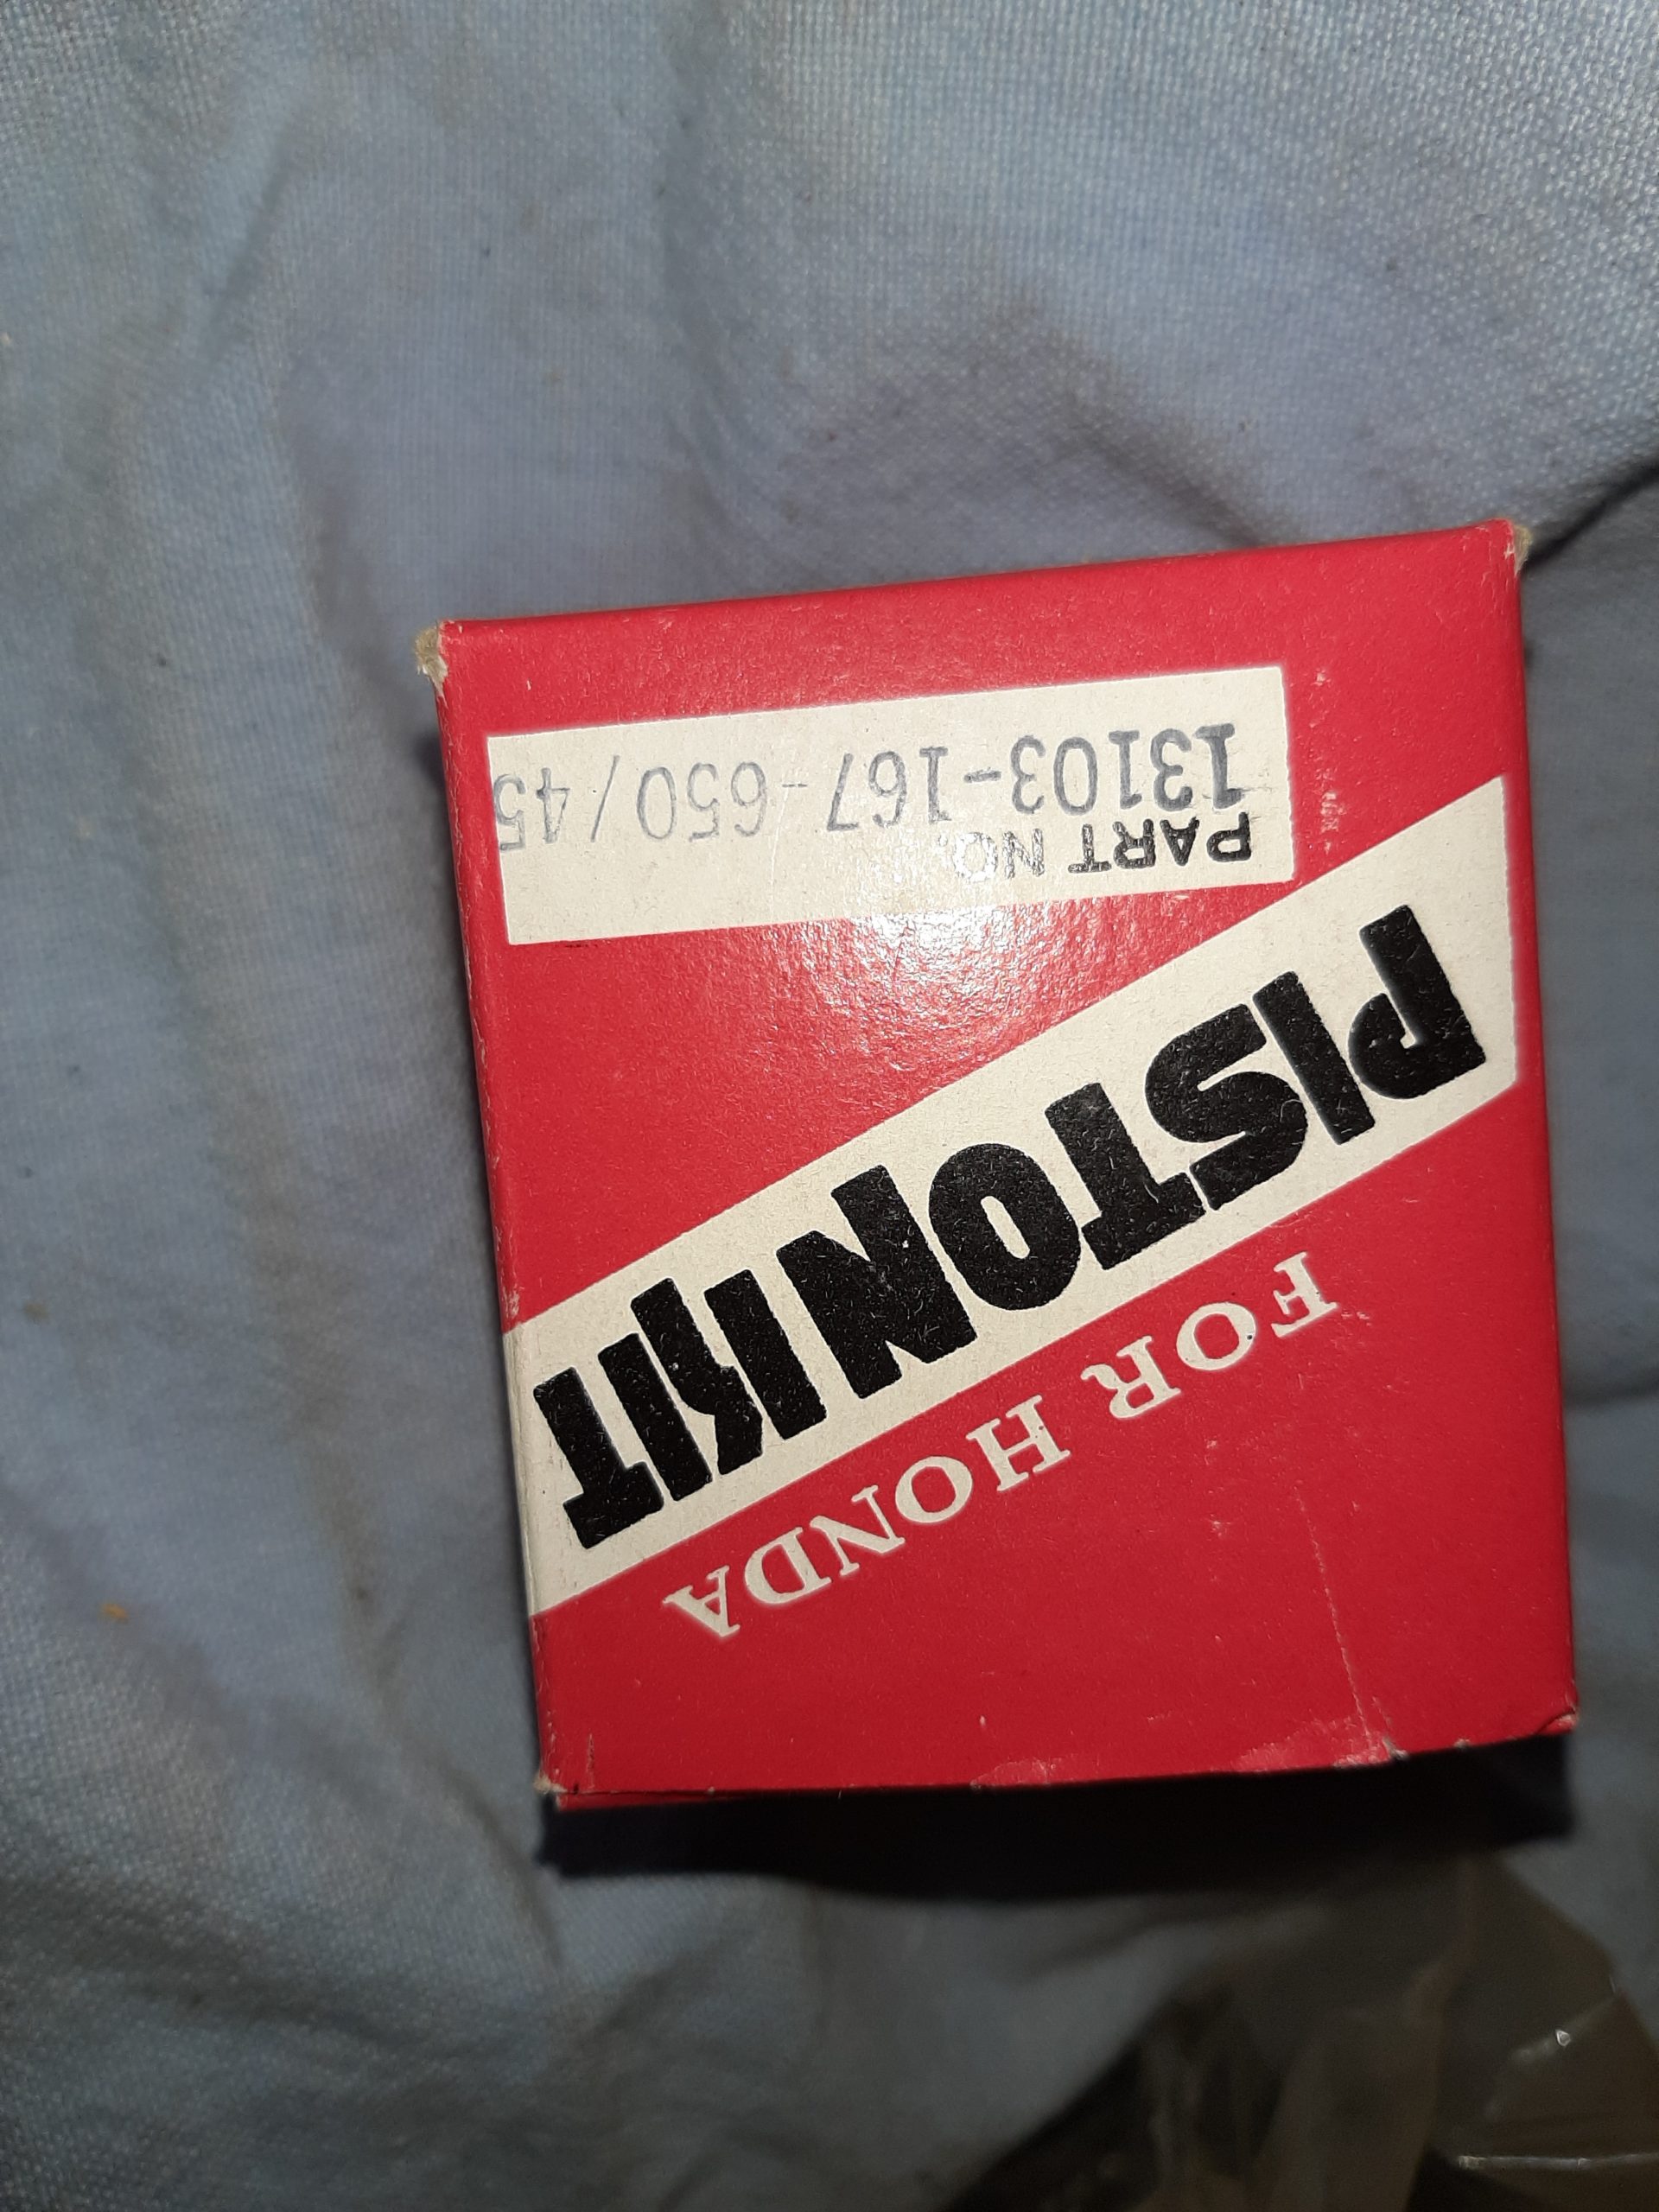 FOR HONDA
PISTON KIT
PART NO.
13103-167-650/45